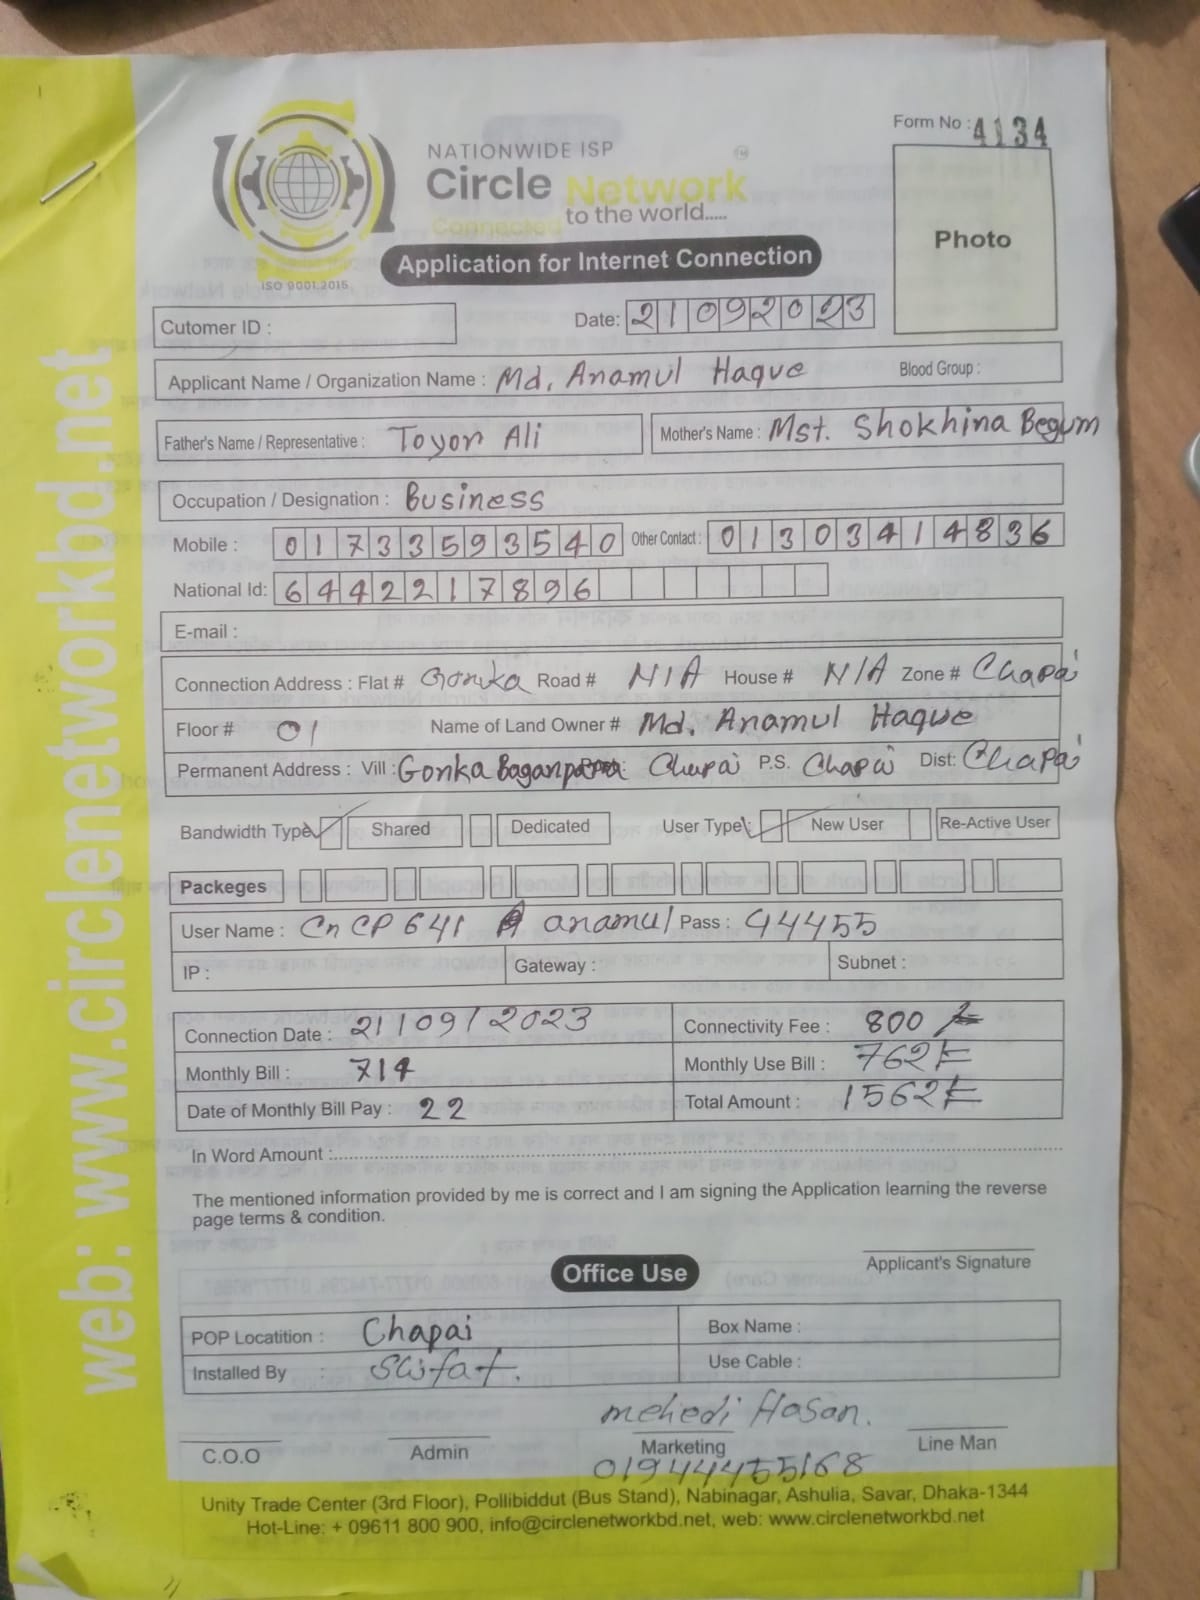 web: www.circlenetworkbd.net
Form No : 4134
NATIONWIDE ISP
Circle Network TM
Connected to the world.....
ISO 9001:2015
Application for Internet Connection
Photo
Cutomer ID :
Date: 21092023
Applicant Name / Organization Name : Md. Anamul Haque Blood Group :
Father's Name / Representative : Toyon Ali Mother's Name : Mst. Shokhina Begum
Occupation / Designation : Business
Mobile : 01733593540 Other Contact : 01303414836
National Id: 6442217896
E-mail :
Connection Address : Flat # Gonka Road # N/A House # N/A Zone # Chapai
Floor # 01 Name of Land Owner # Md. Anamul Haque
Permanent Address : Vill : Gonka Baganpara Chapai P.S. Chapai Dist: Chapai
Bandwidth Type: Shared Dedicated User Type: New User Re-Active User
Packeges
User Name : CnCP641 anamul Pass : 44455
IP : Gateway : Subnet :
Connection Date : 21/09/2023 Connectivity Fee : 800/=
Monthly Bill : 714 Monthly Use Bill : 762/=
Date of Monthly Bill Pay : 22 Total Amount : 1562/=
In Word Amount :
The mentioned information provided by me is correct and I am signing the Application learning the reverse
page terms & condition.
Applicant's Signature
Office Use
POP Locatition : Chapai Box Name :
Installed By : Swifat. Use Cable :
mehedi Hasan.
C.O.O Admin Marketing Line Man
01944455168
Unity Trade Center (3rd Floor), Pollibiddut (Bus Stand), Nabinagar, Ashulia, Savar, Dhaka-1344
Hot-Line: + 09611 800 900, info@circlenetworkbd.net, web: www.circlenetworkbd.net